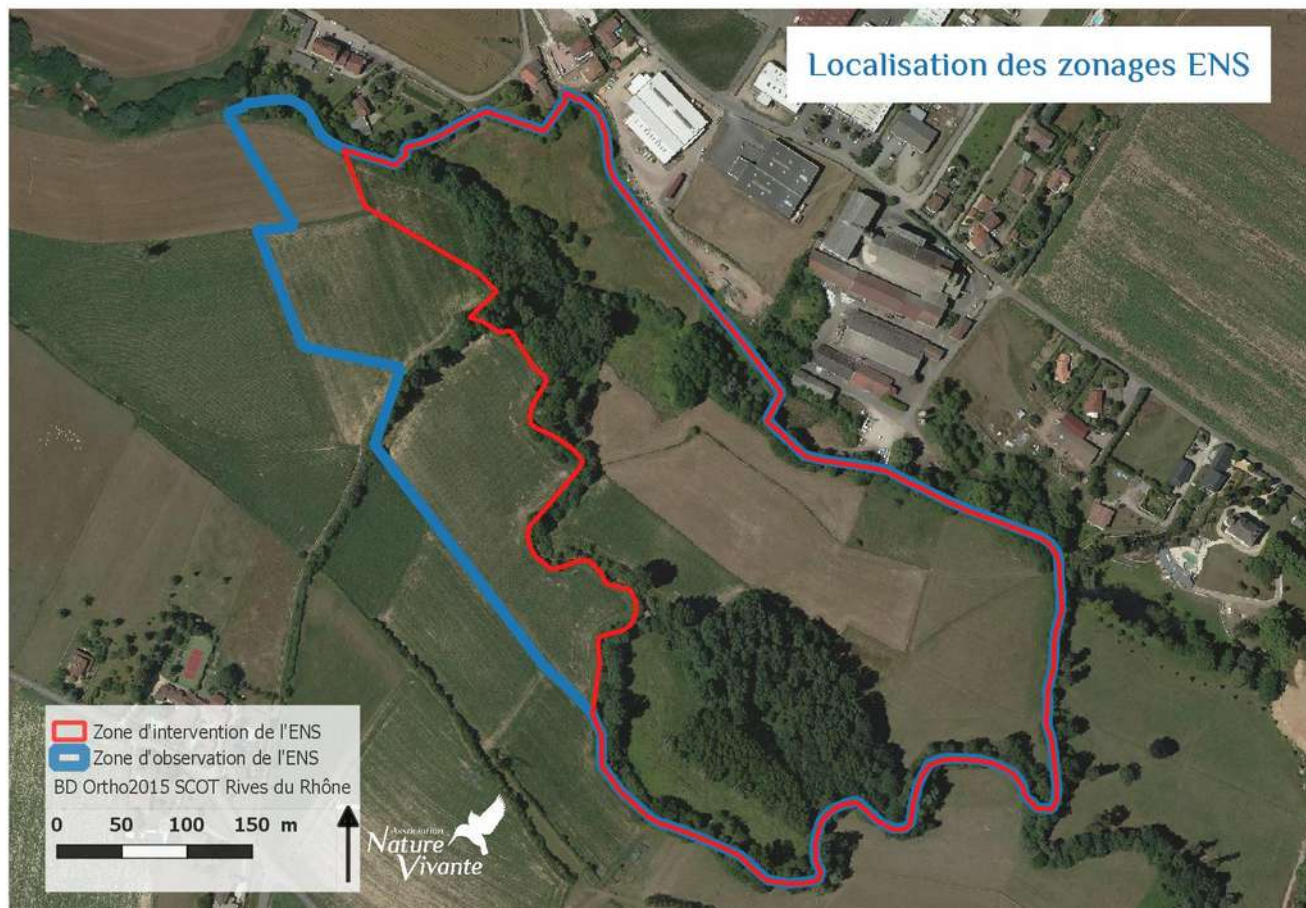 Localisation des zonages ENS
Zone d'intervention de l'ENS
Zone d'observation de l'ENS
BD Ortho2015 SCOT Rives du Rhône
0 50 100 150 m
Association
Nature
Vivante